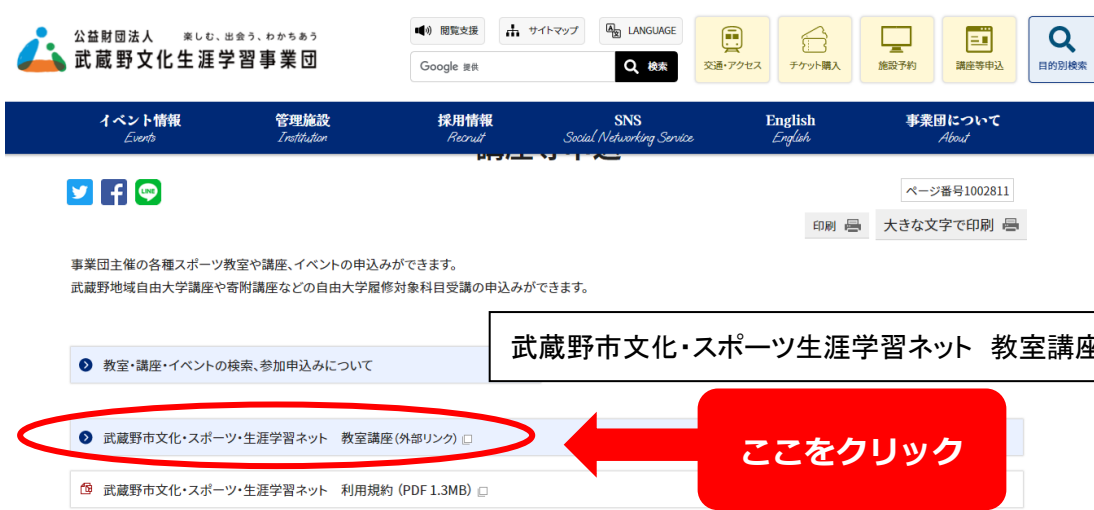 公益財団法人 楽しむ、出会う、わかちあう
武蔵野文化生涯学習事業団
閲覧支援 サイトマップ LANGUAGE
Google 提供 検索
交通・アクセス チケット購入 施設予約 講座等申込 目的別検索
イベント情報 管理施設 採用情報 SNS English 事業団について
Events Institution Recruit Social Networking Service English About
講座等申込
LINE
ページ番号1002811
印刷 大きな文字で印刷
事業団主催の各種スポーツ教室や講座、イベントの申込みができます。
武蔵野地域自由大学講座や寄附講座などの自由大学履修対象科目受講の申込みができます。
武蔵野市文化・スポーツ生涯学習ネット 教室講座
教室・講座・イベントの検索、参加申込みについて
武蔵野市文化・スポーツ・生涯学習ネット 教室講座(外部リンク)
ここをクリック
武蔵野市文化・スポーツ・生涯学習ネット 利用規約 (PDF 1.3MB)